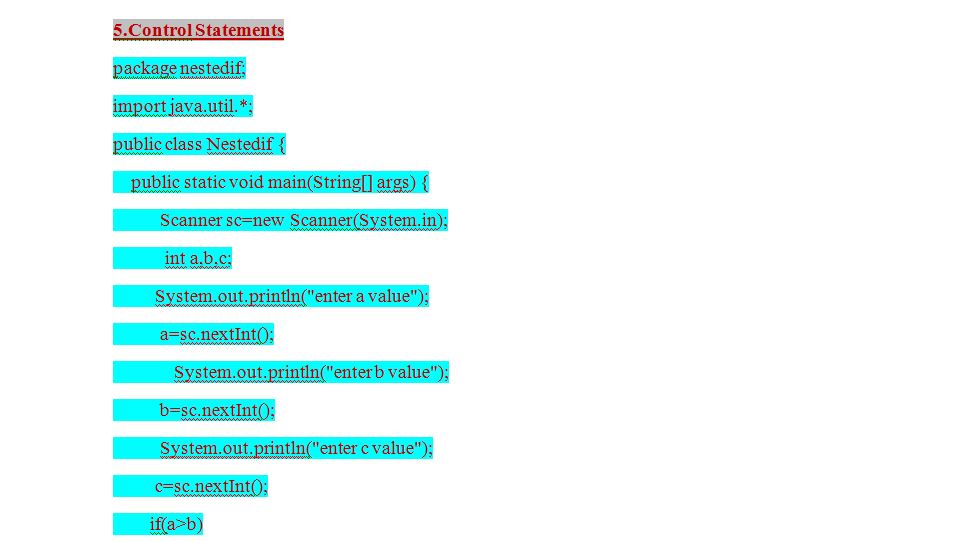 5.Control Statements
package nestedif;
import java.util.*;
public class Nestedif {
public static void main(String[] args) {
Scanner sc=new Scanner(System.in);
int a,b,c;
System.out.println("enter a value");
a=sc.nextInt();
System.out.println("enter b value");
b=sc.nextInt();
System.out.println("enter c value");
c=sc.nextInt();
if(a>b)